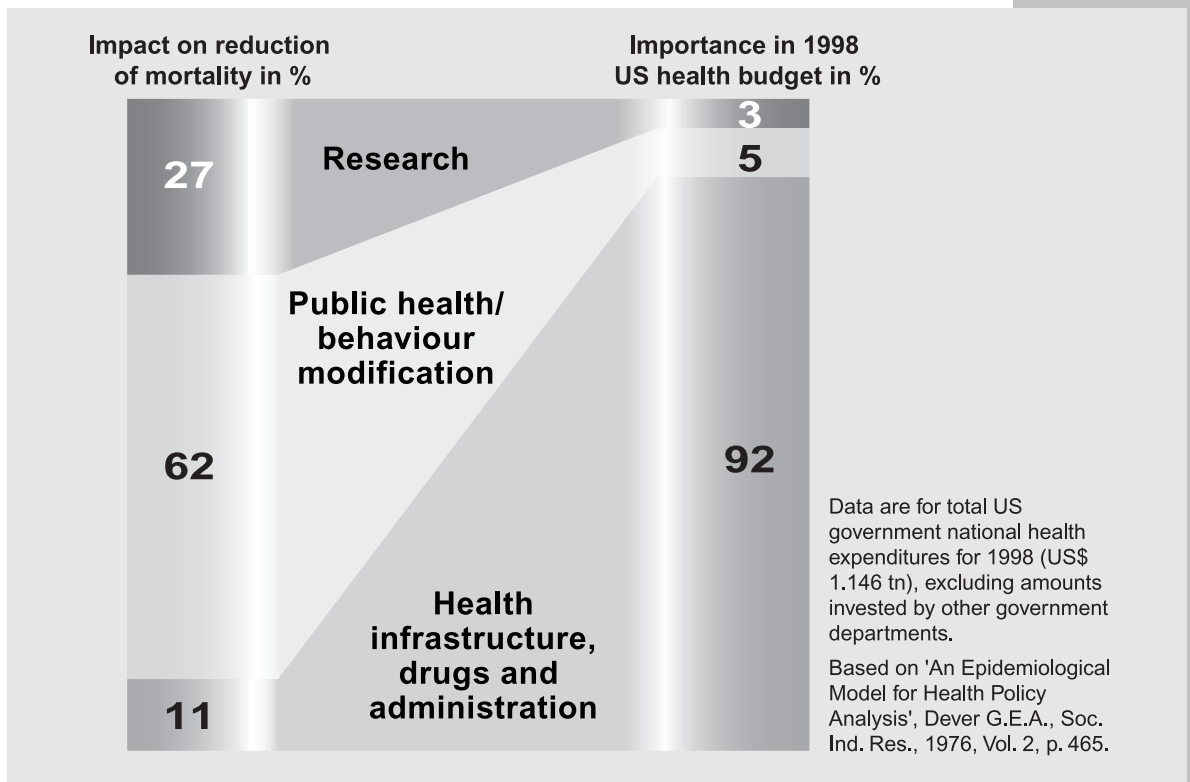 Impact on reduction
of mortality in %
Importance in 1998
US health budget in %
27
Research
3
5
Public health/
behaviour
modification
62
92
Health
infrastructure,
drugs and
administration
11
Data are for total US
government national health
expenditures for 1998 (US$
1.146 tn), excluding amounts
invested by other government
departments.
Based on 'An Epidemiological
Model for Health Policy
Analysis', Dever G.E.A., Soc.
Ind. Res., 1976, Vol. 2, p. 465.